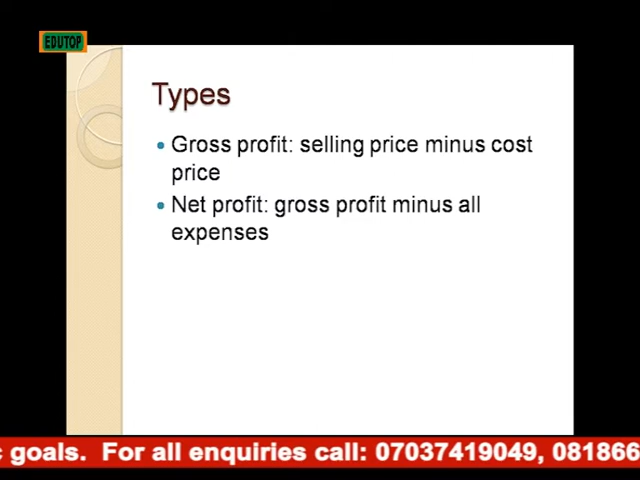 EDUTOP
Types
Gross profit: selling price minus cost
price
Net profit: gross profit minus all
expenses
c goals. For all enquiries call: 07037419049, 081866